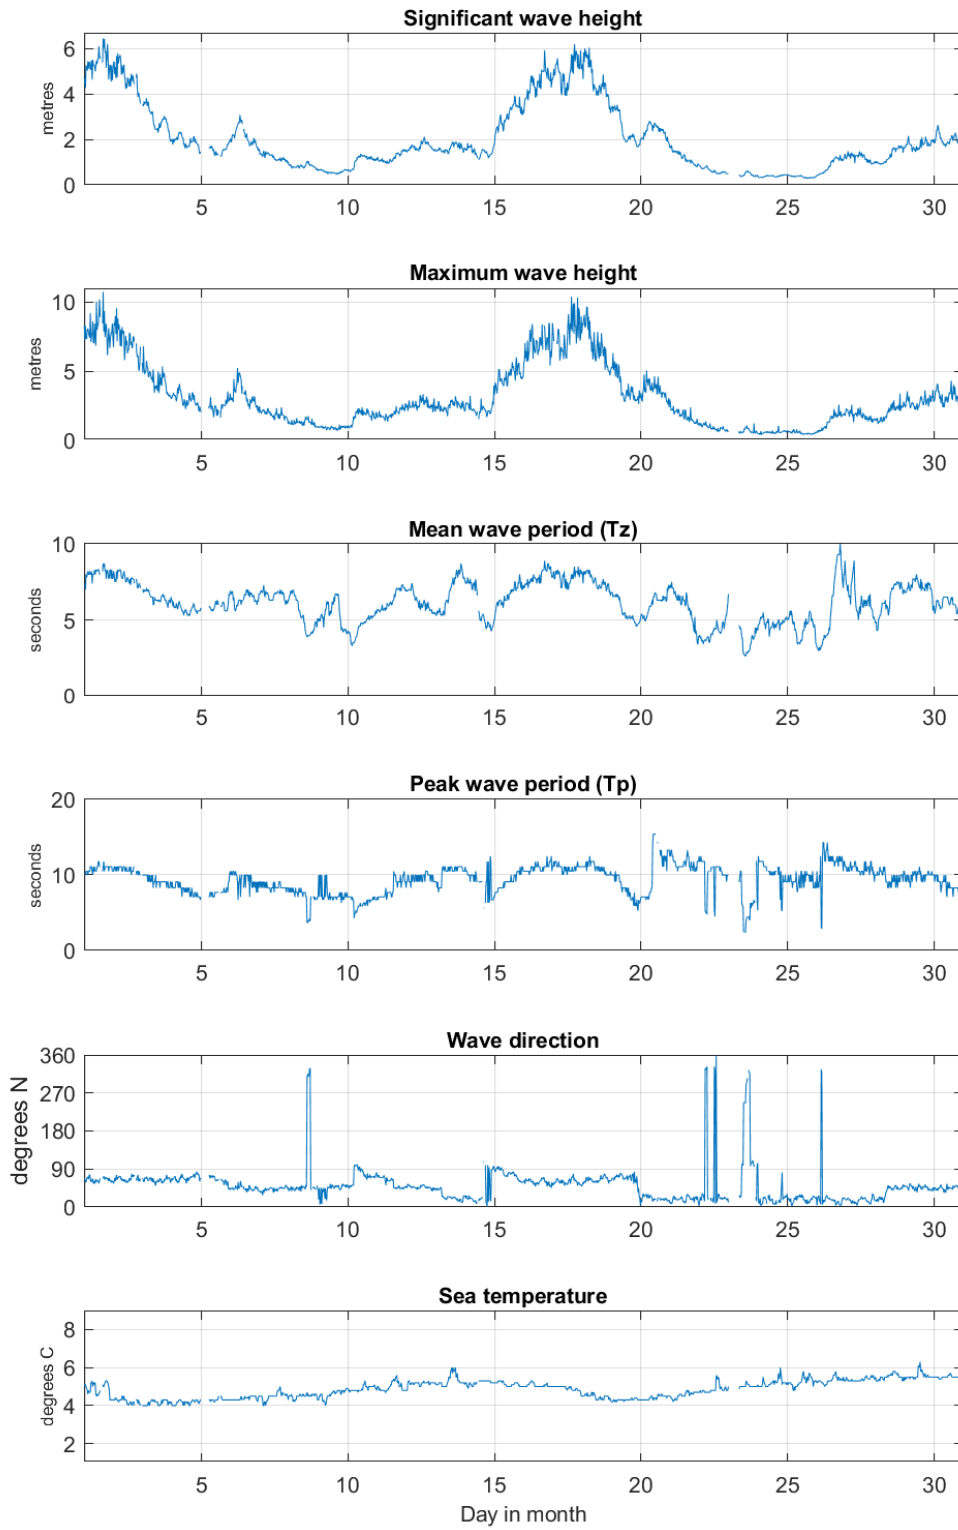 Significant wave height
6
4
2
0
metres
5 10 15 20 25 30
Maximum wave height
10
5
0
metres
5 10 15 20 25 30
Mean wave period (Tz)
10
5
0
seconds
5 10 15 20 25 30
Peak wave period (Tp)
20
10
0
seconds
5 10 15 20 25 30
Wave direction
360
270
180
90
0
degrees N
5 10 15 20 25 30
Sea temperature
8
6
4
2
degrees C
5 10 15 20 25 30
Day in month